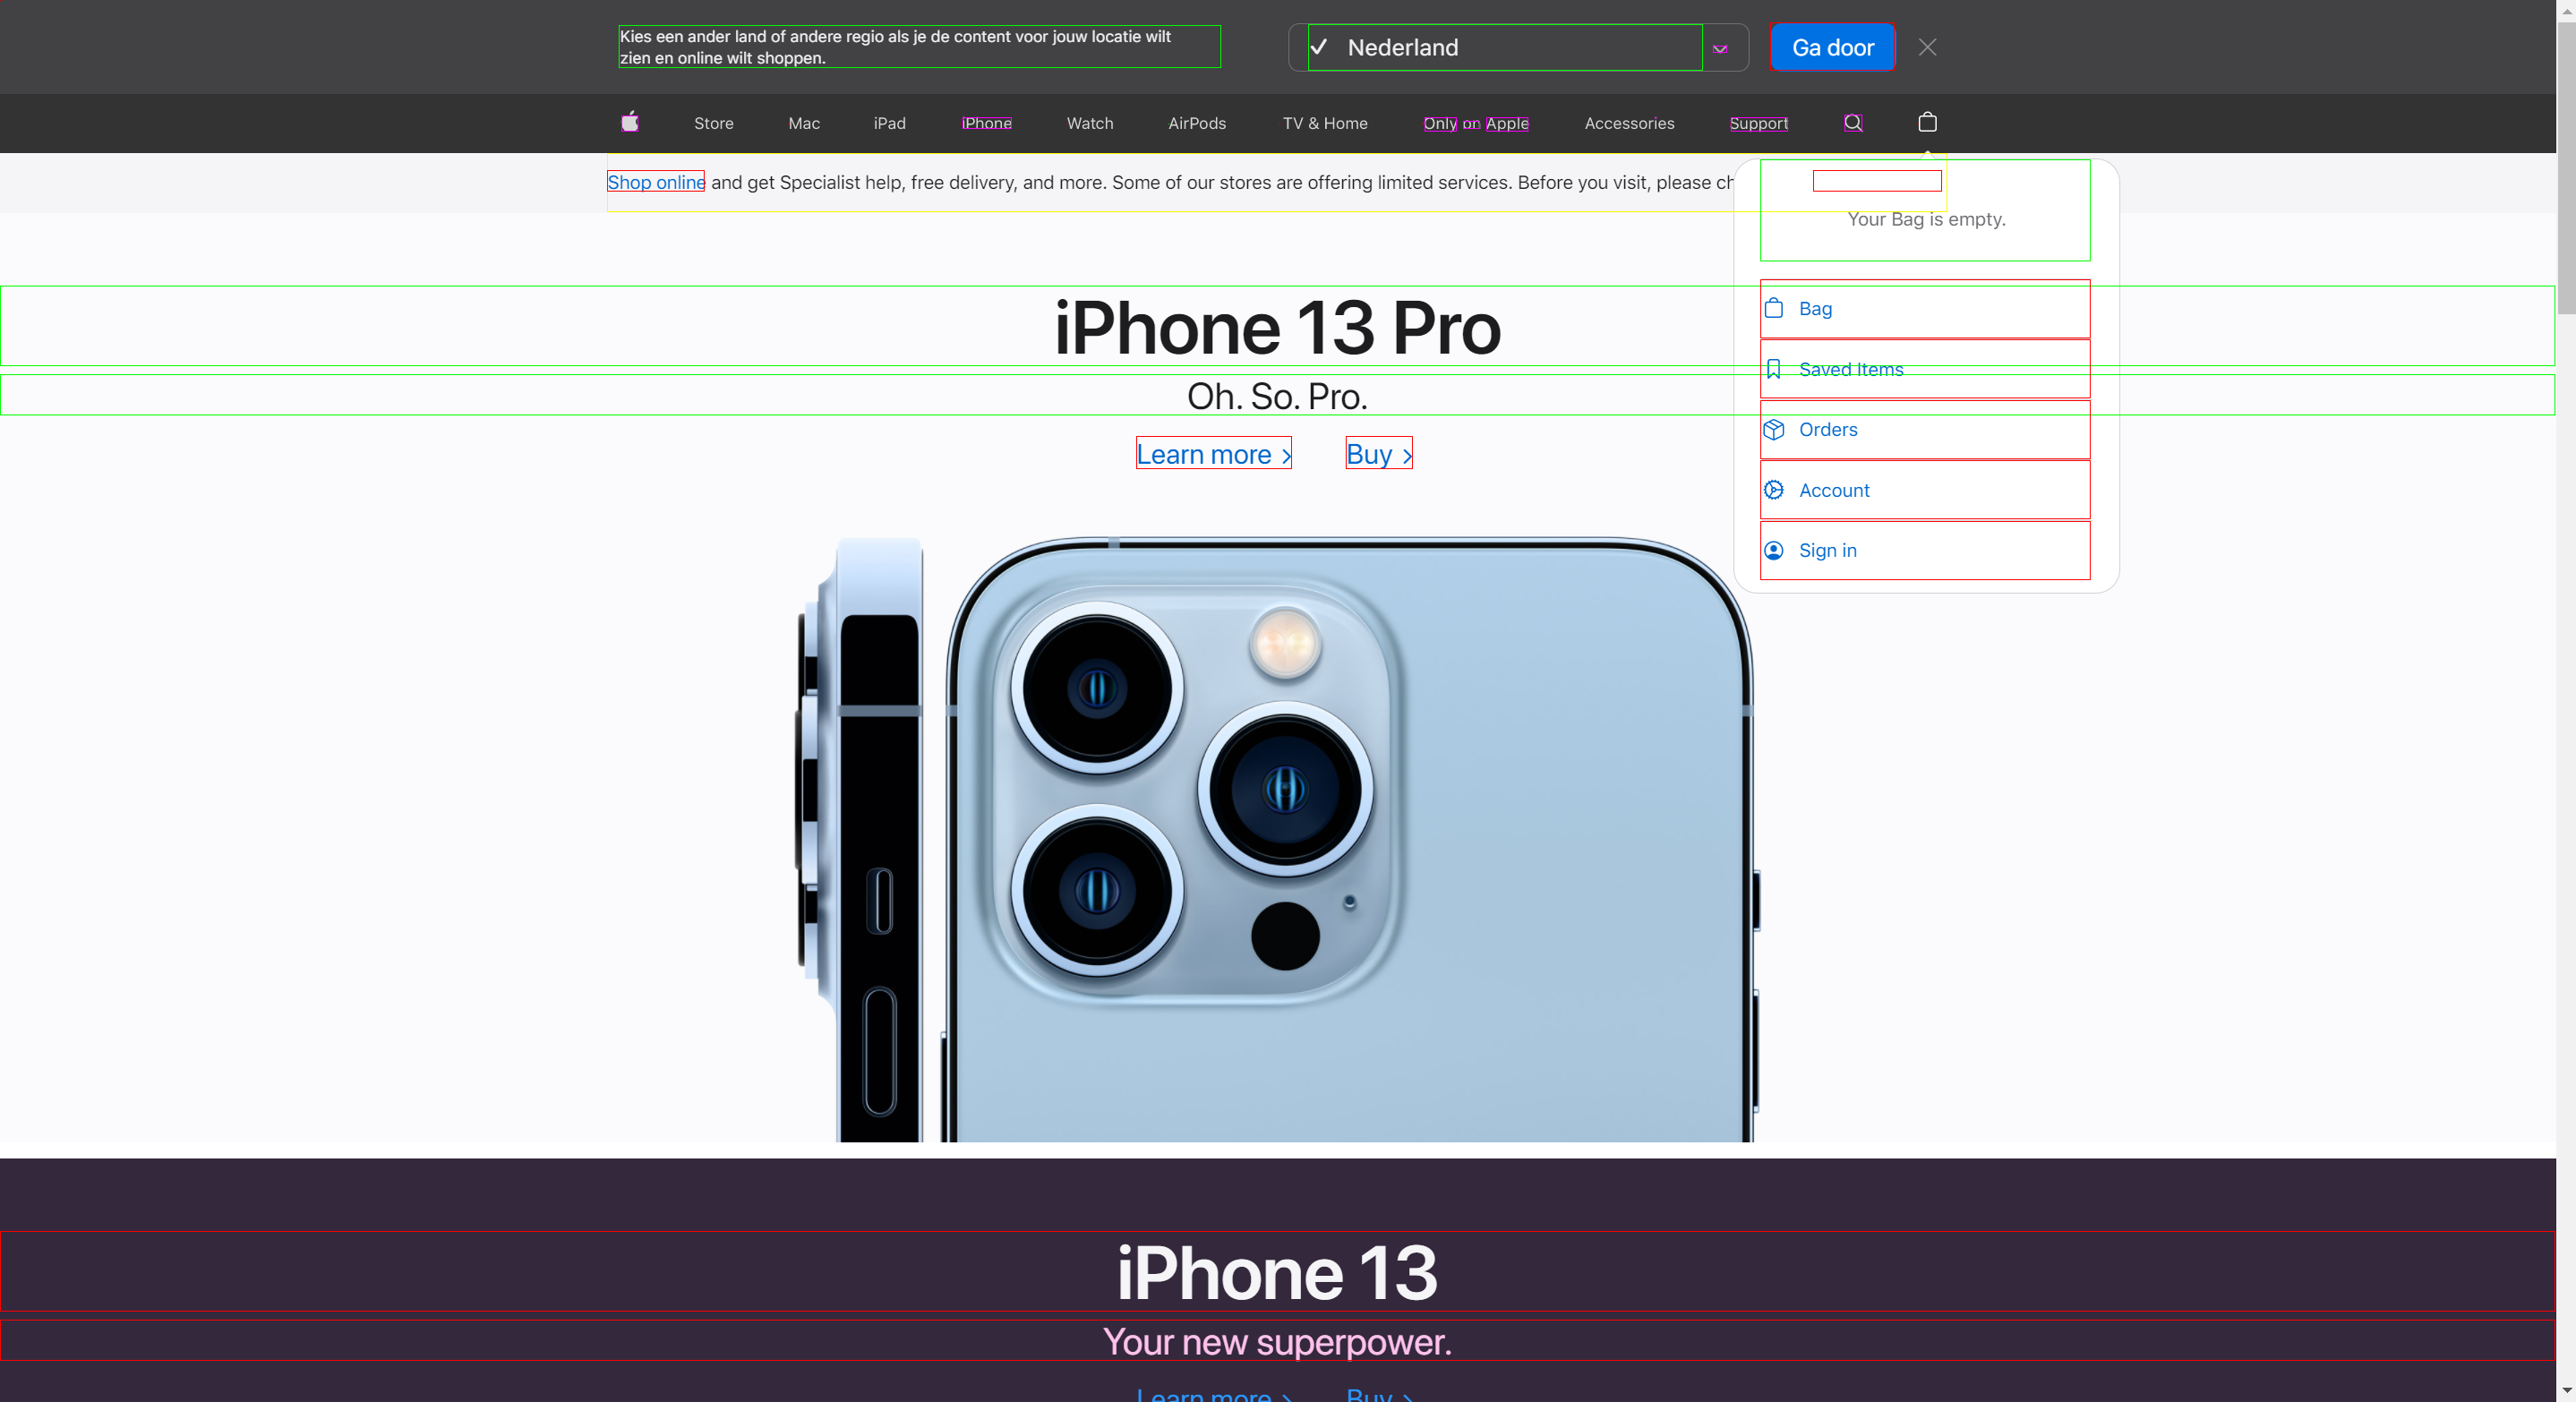 Kies een ander land of andere regio als je de content voor jouw locatie wilt
zien en online wilt shoppen.
Nederland
Ga door
Store Mac iPad iPhone Watch AirPods TV & Home Only on Apple Accessories Support
Shop online and get Specialist help, free delivery, and more. Some of our stores are offering limited services. Before you visit, please
Your Bag is empty.
Bag
Saved Items
Orders
Account
Sign in
iPhone 13 Pro
Oh. So. Pro.
Learn more > Buy >
iPhone 13
Your new superpower.
Learn more > Buy >